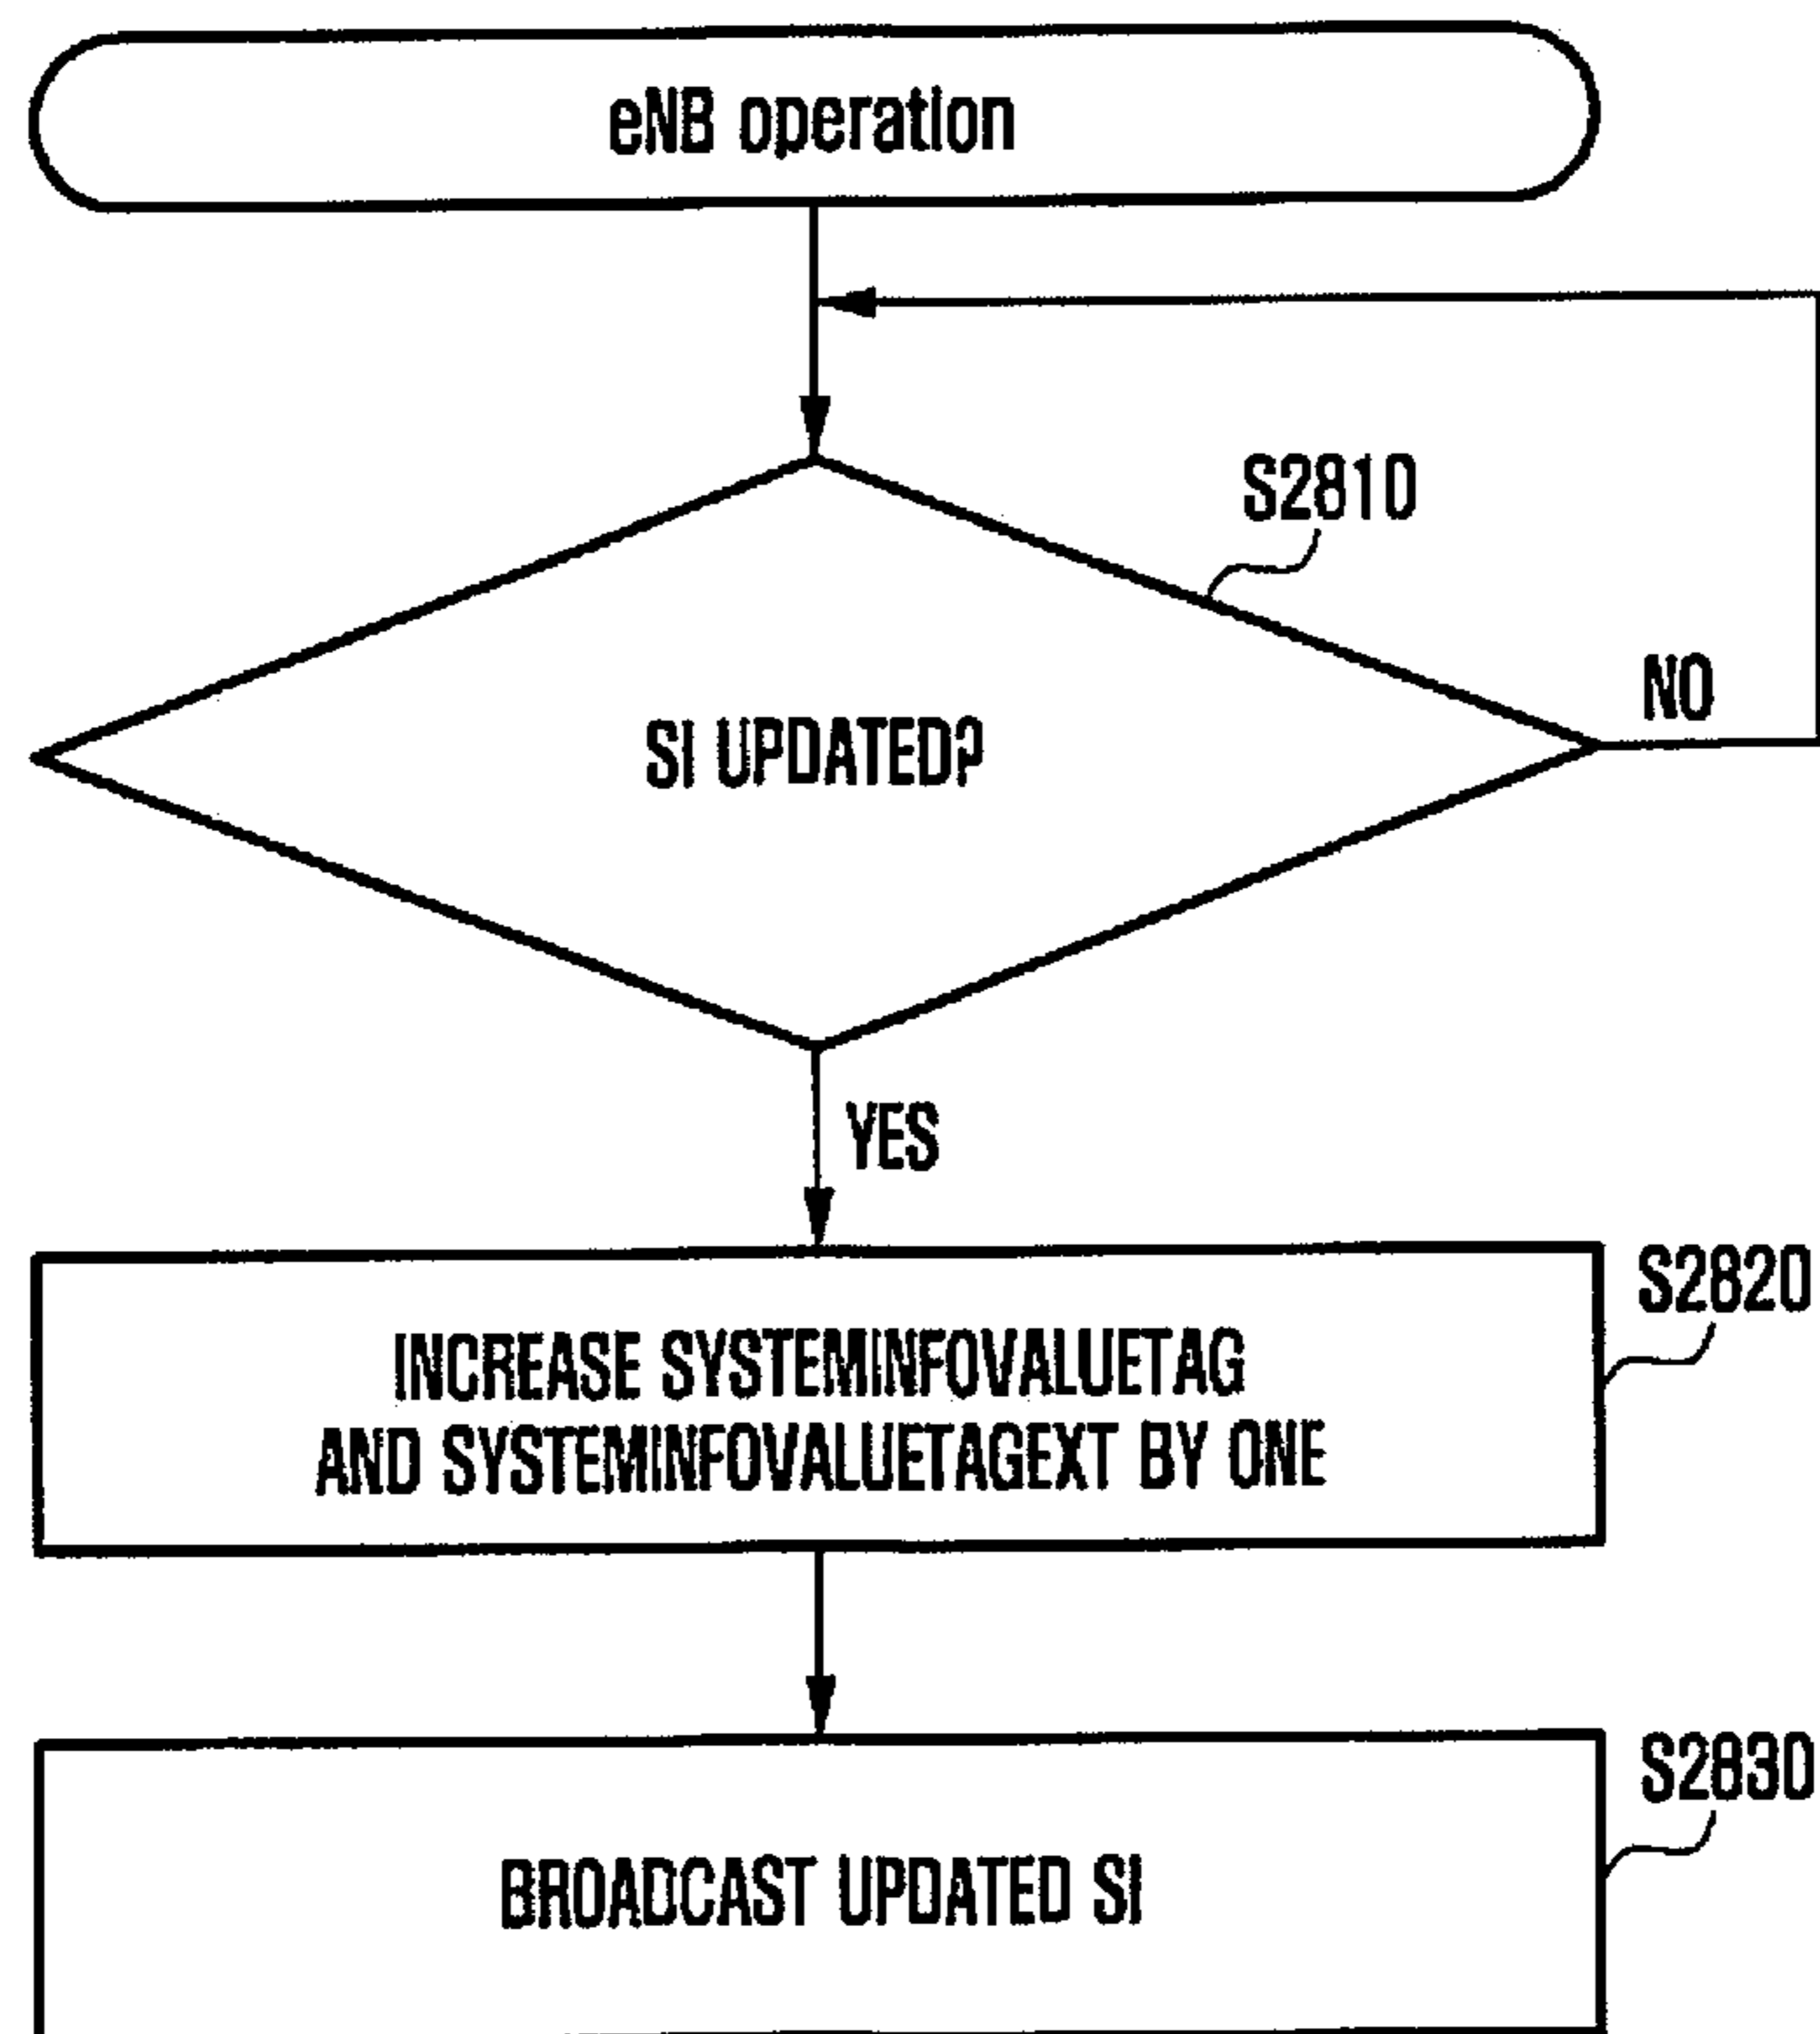 eNB operation
S2810
NO
SI UPDATED?
YES
S2820
INCREASE SYSTEMINFOVALUETAG
AND SYSTEMINFOVALUETAGEXT BY ONE
S2830
BROADCAST UPDATED SI